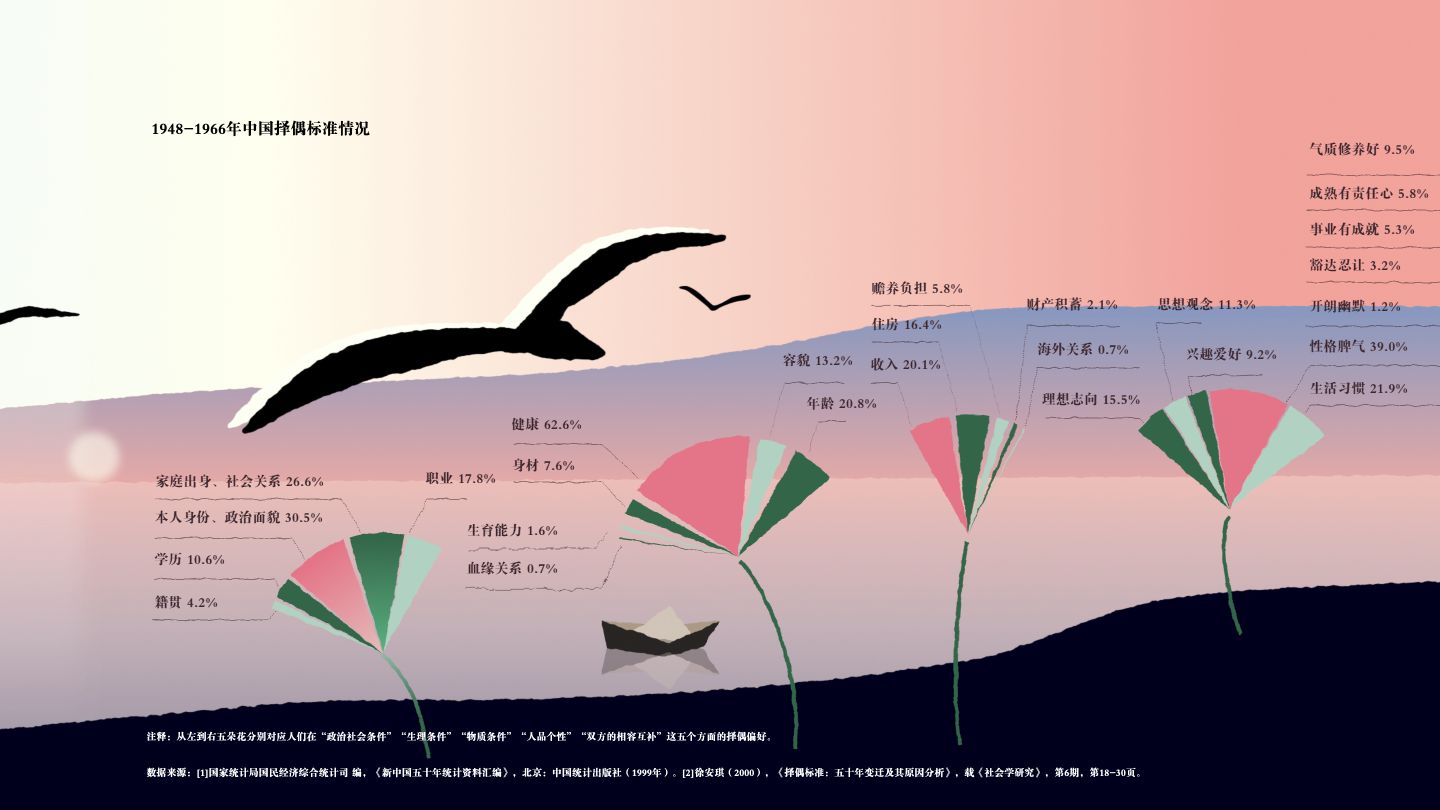 1948-1966年中国择偶标准情况
家庭出身、社会关系 26.6%
本人身份、政治面貌 30.5%
学历 10.6%
籍贯 4.2%
职业 17.8%
健康 62.6%
身材 7.6%
生育能力 1.6%
血缘关系 0.7%
容貌 13.2%
年龄 20.8%
赡养负担 5.8%
住房 16.4%
收入 20.1%
财产积蓄 2.1%
海外关系 0.7%
理想志向 15.5%
思想观念 11.3%
兴趣爱好 9.2%
气质修养好 9.5%
成熟有责任心 5.8%
事业有成就 5.3%
豁达忍让 3.2%
开朗幽默 1.2%
性格脾气 39.0%
生活习惯 21.9%
注释：从左到右五朵花分别对应人们在“政治社会条件”“生理条件”“物质条件”“人品个性”“双方的相容互补”这五个方面的择偶偏好。
数据来源：[1]国家统计局国民经济综合统计司 编，《新中国五十年统计资料汇编》，北京：中国统计出版社（1999年）。[2]徐安琪（2000），《择偶标准：五十年变迁及其原因分析》，载《社会学研究》，第6期，第18-30页。